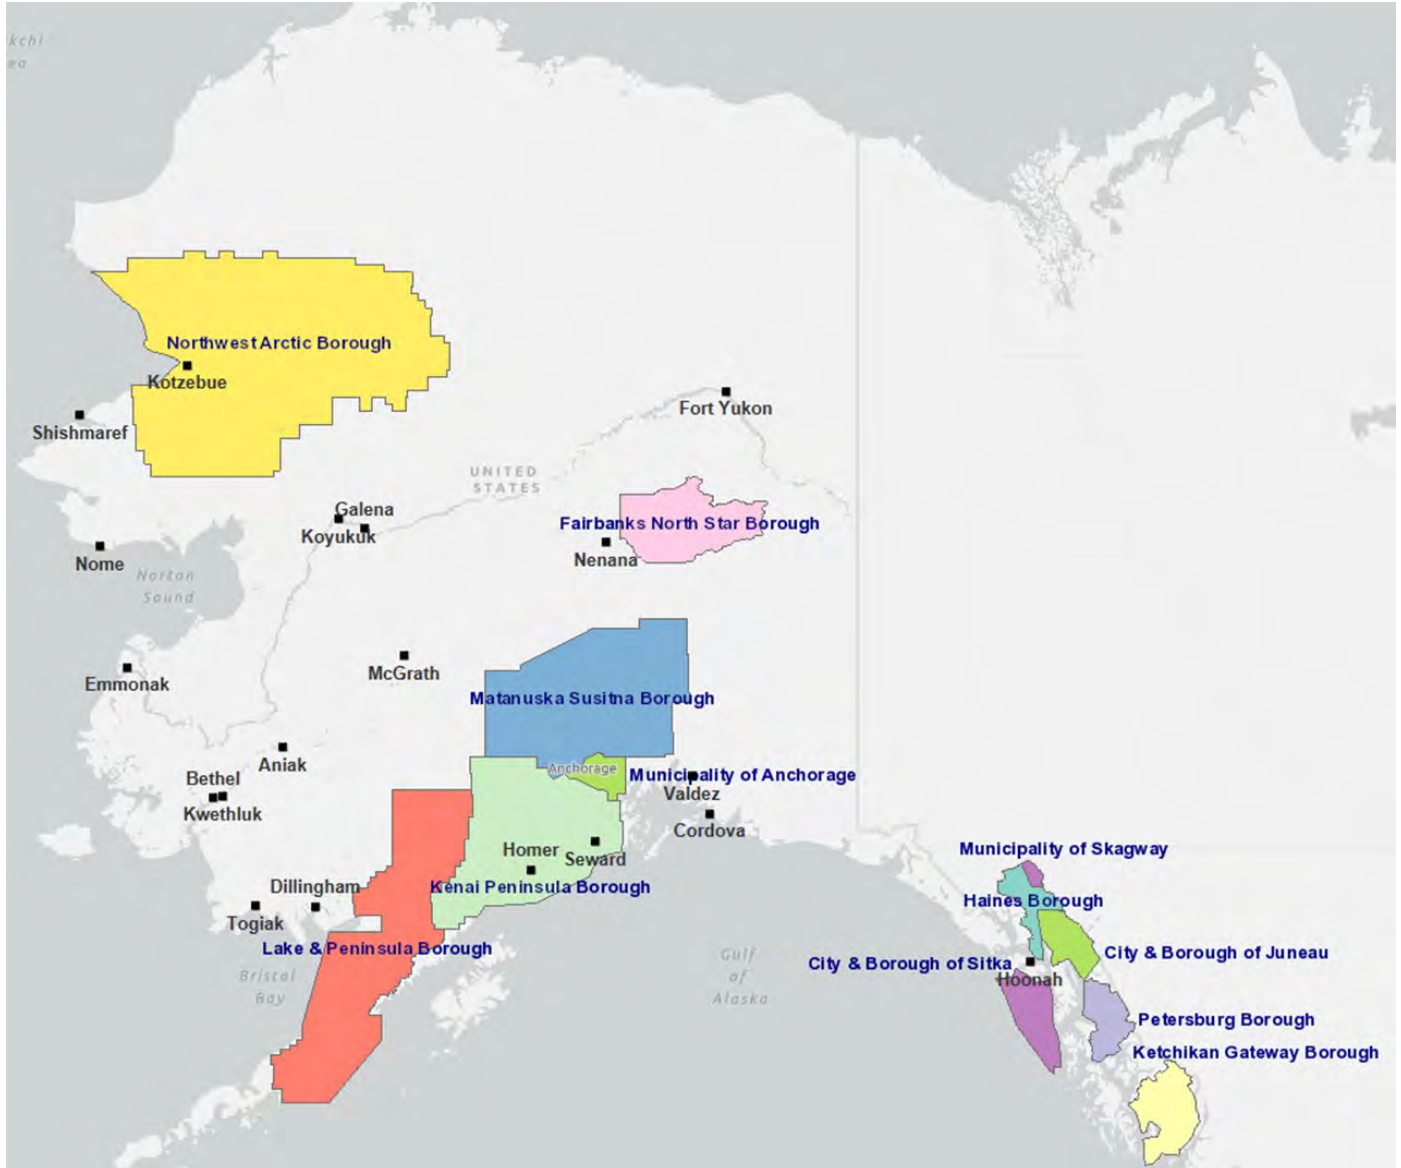 kchi
ea
Northwest Arctic Borough
Kotzebue
Shishmaref
Fort Yukon
UNITED
STATES
Galena
Koyukuk
Fairbanks North Star Borough
Nenana
Nome
Norton
Sound
Emmonak
McGrath
Matanuska Susitna Borough
Aniak
Anchorage
Municipality of Anchorage
Bethel
Valdez
Kwethluk
Cordova
Homer
Seward
Municipality of Skagway
Dillingham
Kenai Peninsula Borough
Haines Borough
Togiak
Lake & Peninsula Borough
City & Borough of Juneau
City & Borough of Sitka
Hoonah
Bristol
Bay
Gulf
of
Alaska
Petersburg Borough
Ketchikan Gateway Borough